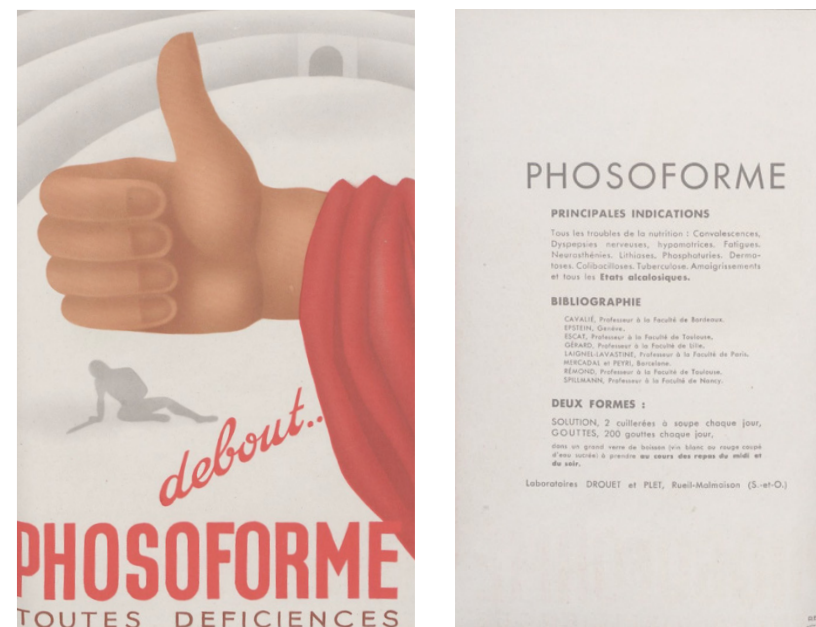 debout..
PHOSOFORME
TOUTES DEFICIENCES
PHOSOFORME
PRINCIPALES INDICATIONS
Tous les troubles de la nutrition : Convalescences,
Dyspepsies nerveuses, hypomotrices. Fatigues.
Neurosthénies. Lithiases. Phosphaturies. Derma-
toses. Colibacilloses. Tuberculose. Amaigrissements
et tous les Etats alcalosiques.
BIBLIOGRAPHIE
CAVALIÉ, Professeur à la Faculté de Bordeaux.
EPSTEIN, Genève.
ESCAT, Professeur à la Faculté de Toulouse.
GÉRARD, Professeur à la Faculté de Lille.
LAIGNEL-LAVASTINE, Professeur à la Faculté de Paris.
MERCADAL et PEYRI, Barcelone.
RÉMOND, Professeur à la Faculté de Toulouse.
SPILLMANN, Professeur à la Faculté de Nancy.
DEUX FORMES :
SOLUTION, 2 cuillerées à soupe chaque jour,
GOUTTES, 200 gouttes chaque jour,
dans un grand verre de boisson (vin blanc ou rouge coupé
d'eau sucrée) à prendre au cours des repas du midi et
du soir.
Laboratoires DROUET et PLET, Rueil-Malmaison (S.-et-O.)